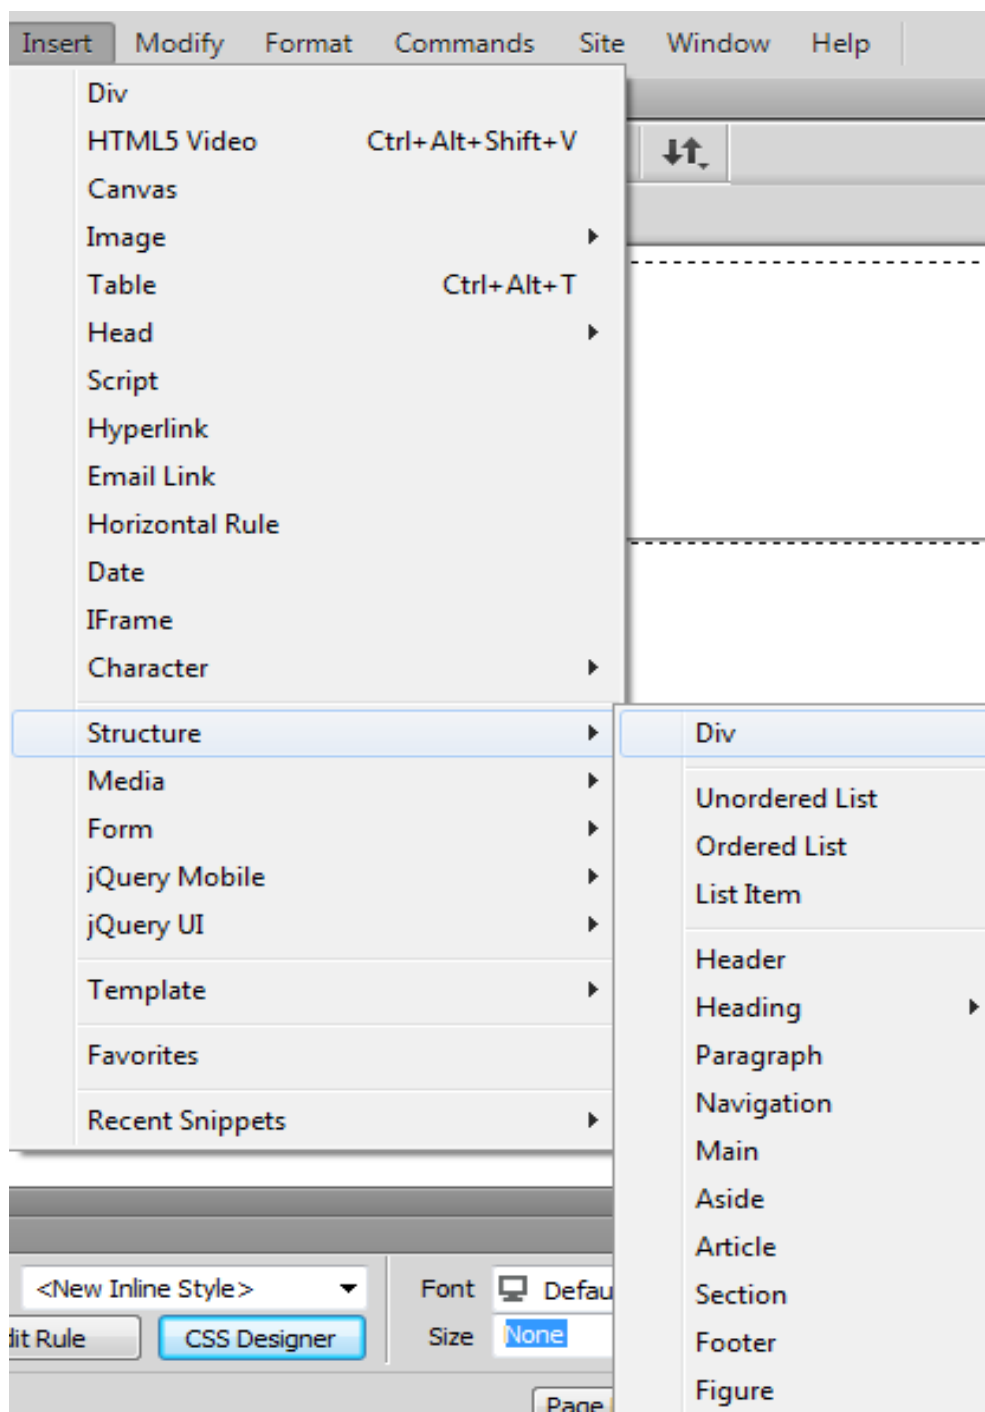 Insert Modify Format Commands Site Window Help
Div
HTML5 Video Ctrl+Alt+Shift+V
Canvas
Image
Table Ctrl+Alt+T
Head
Script
Hyperlink
Email Link
Horizontal Rule
Date
IFrame
Character
Structure
Media
Form
jQuery Mobile
jQuery UI
Template
Favorites
Recent Snippets
Div
Unordered List
Ordered List
List Item
Header
Heading
Paragraph
Navigation
Main
Aside
Article
Section
Footer
Figure
<New Inline Style> Font Defau
dit Rule CSS Designer Size None
Page